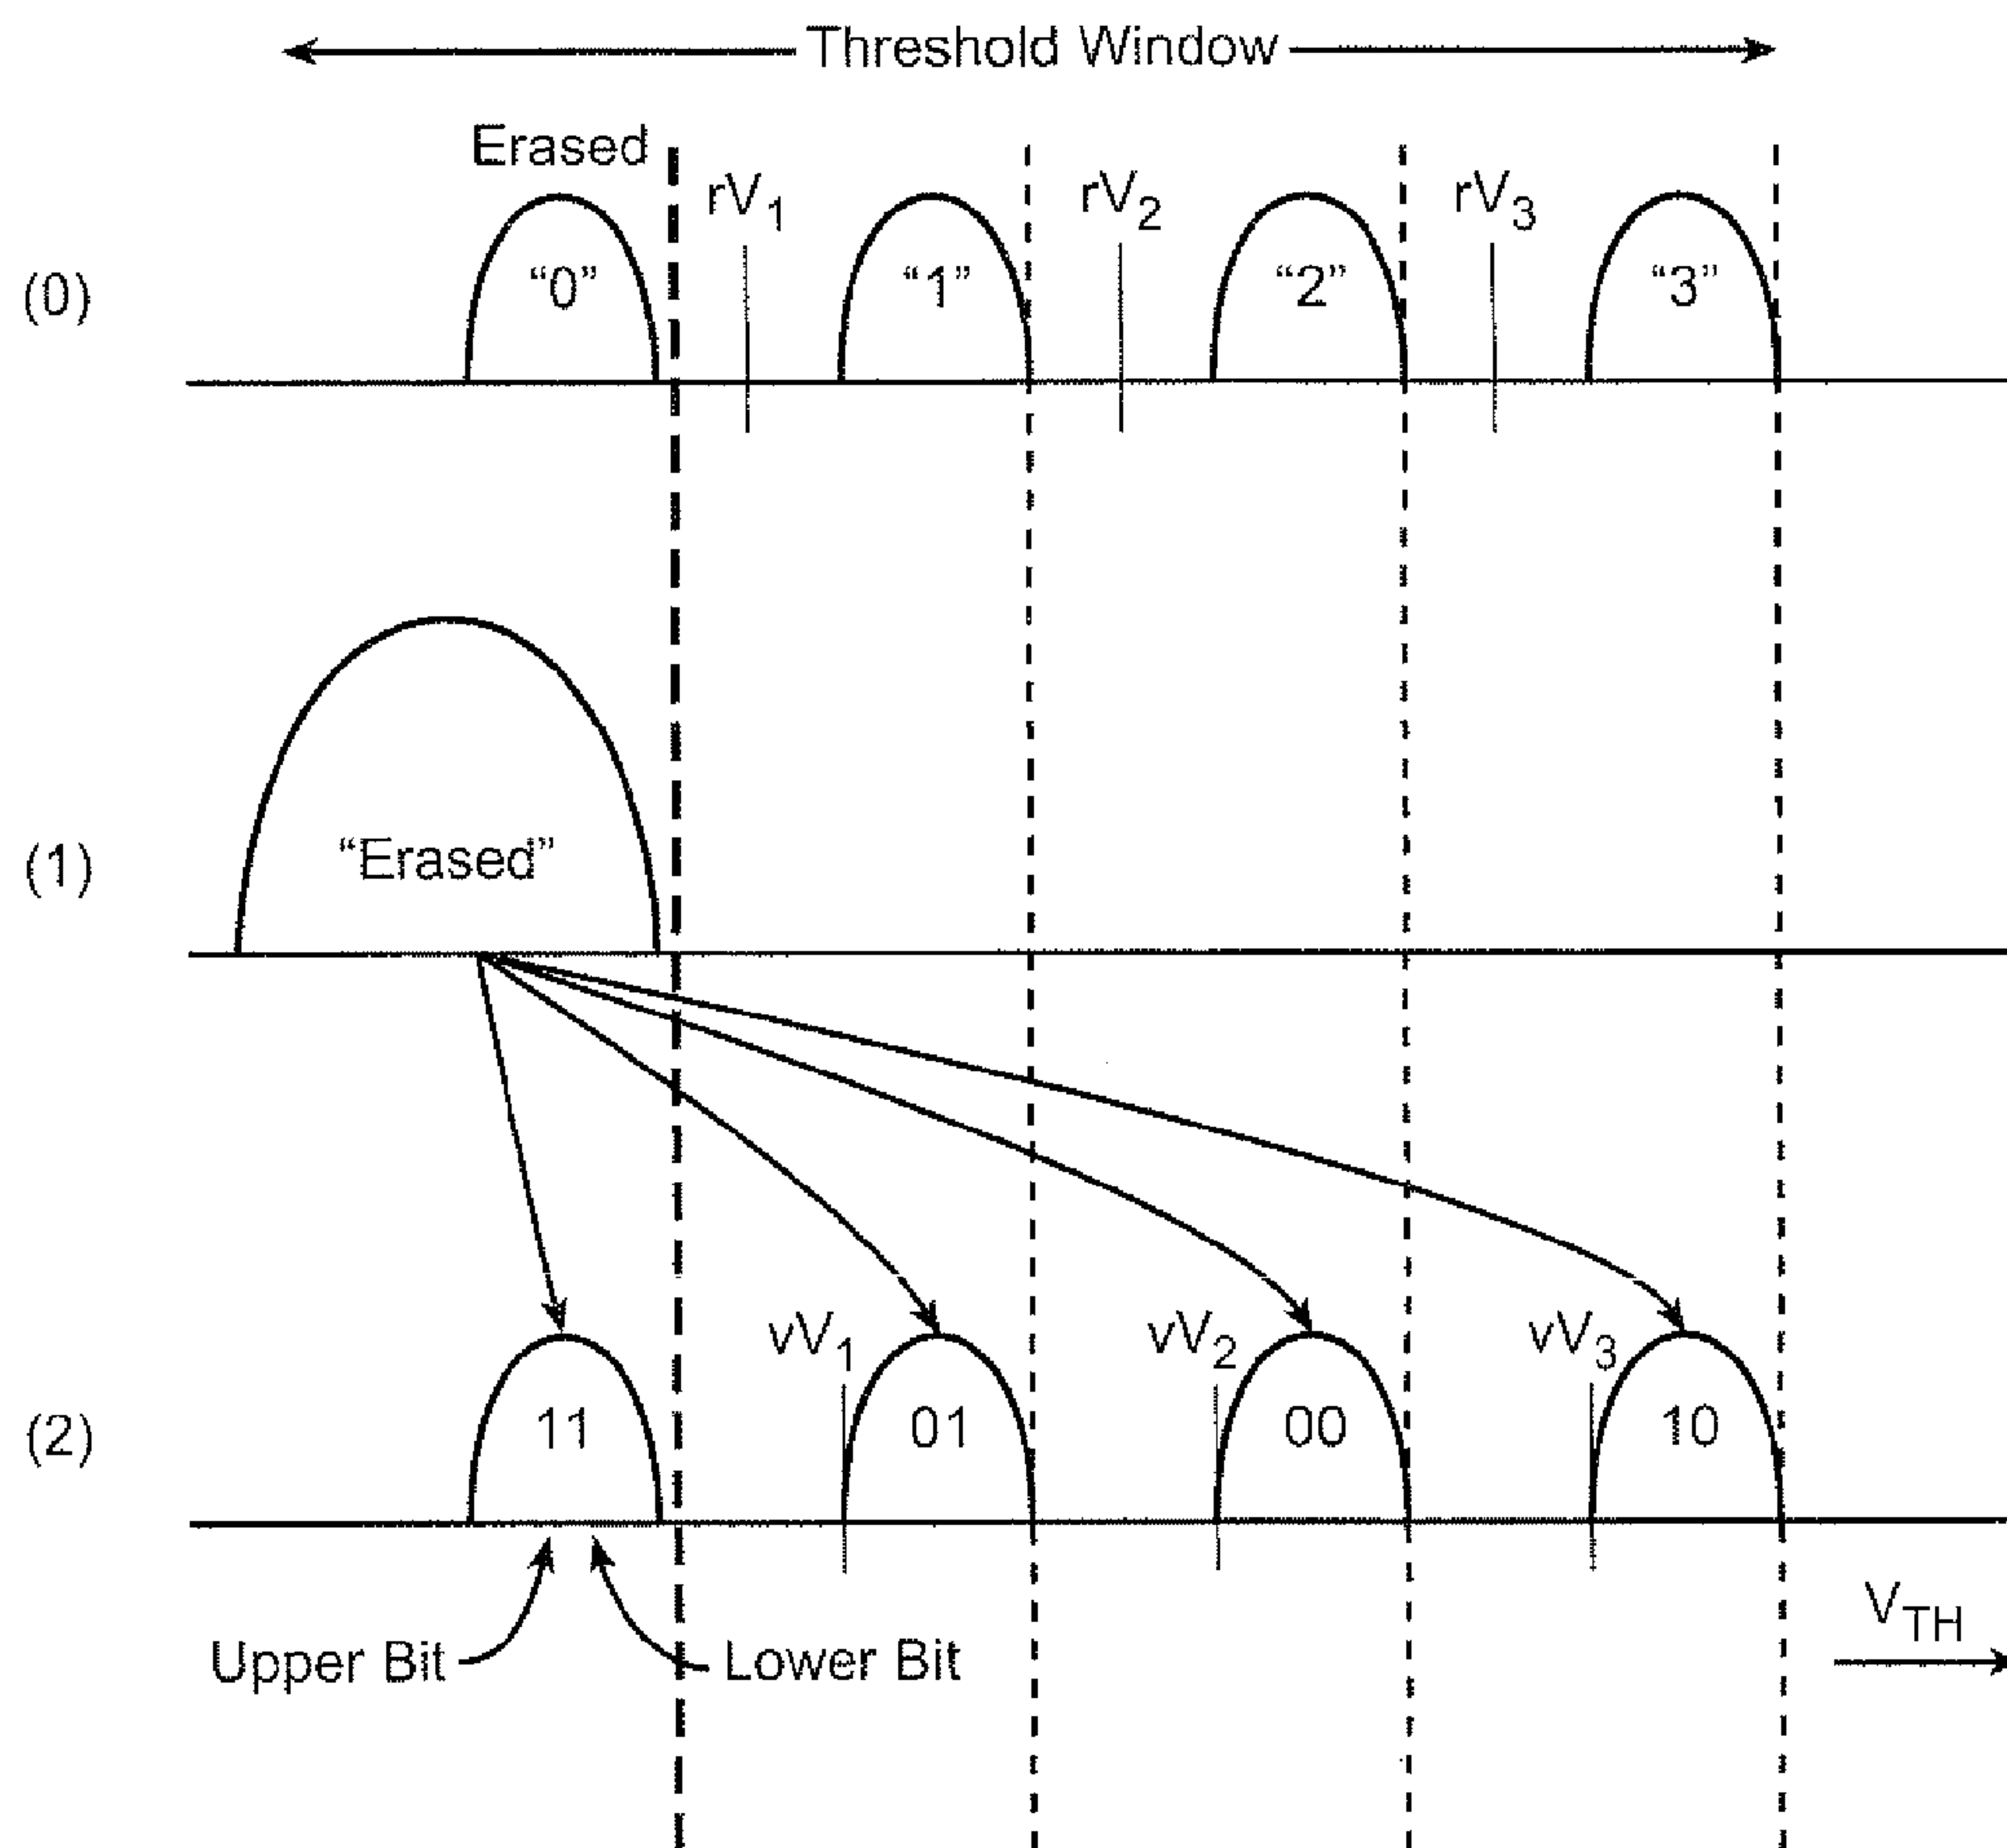 Threshold Window
Erased
rV1 rV2 rV3
(0) “0” “1” “2” “3”
(1) “Erased”
vV1 vV2 vV3
(2) 11 01 00 10
Upper Bit Lower Bit
VTH